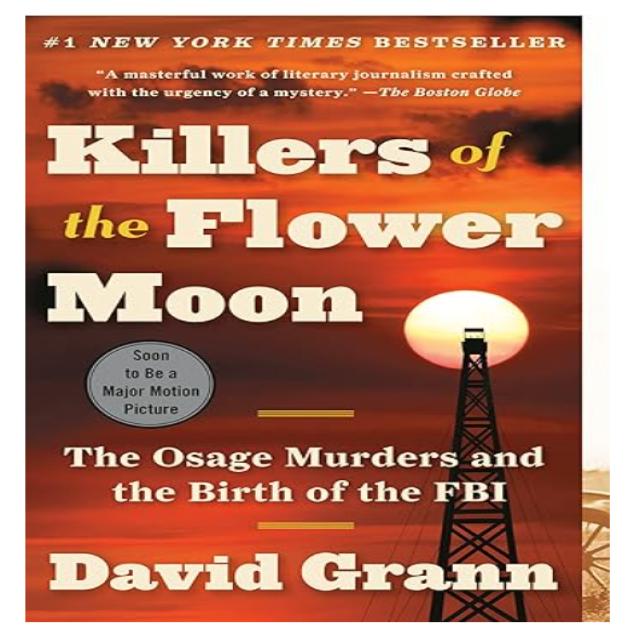 #1 NEW YORK TIMES BESTSELLER
"A masterful work of literary journalism crafted
with the urgency of a mystery." —The Boston Globe
Killers of
the Flower
Moon
Soon
to Be a
Major Motion
Picture
The Osage Murders and
the Birth of the FBI
David Grann